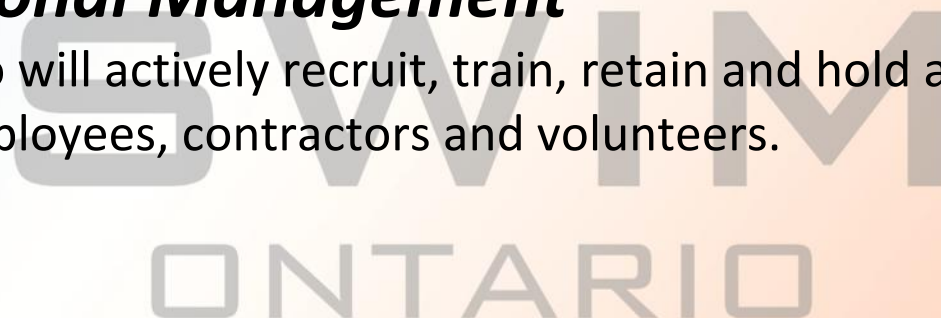 onal Management
o will actively recruit, train, retain and hold a
ployees, contractors and volunteers.
SWIM
ONTARIO